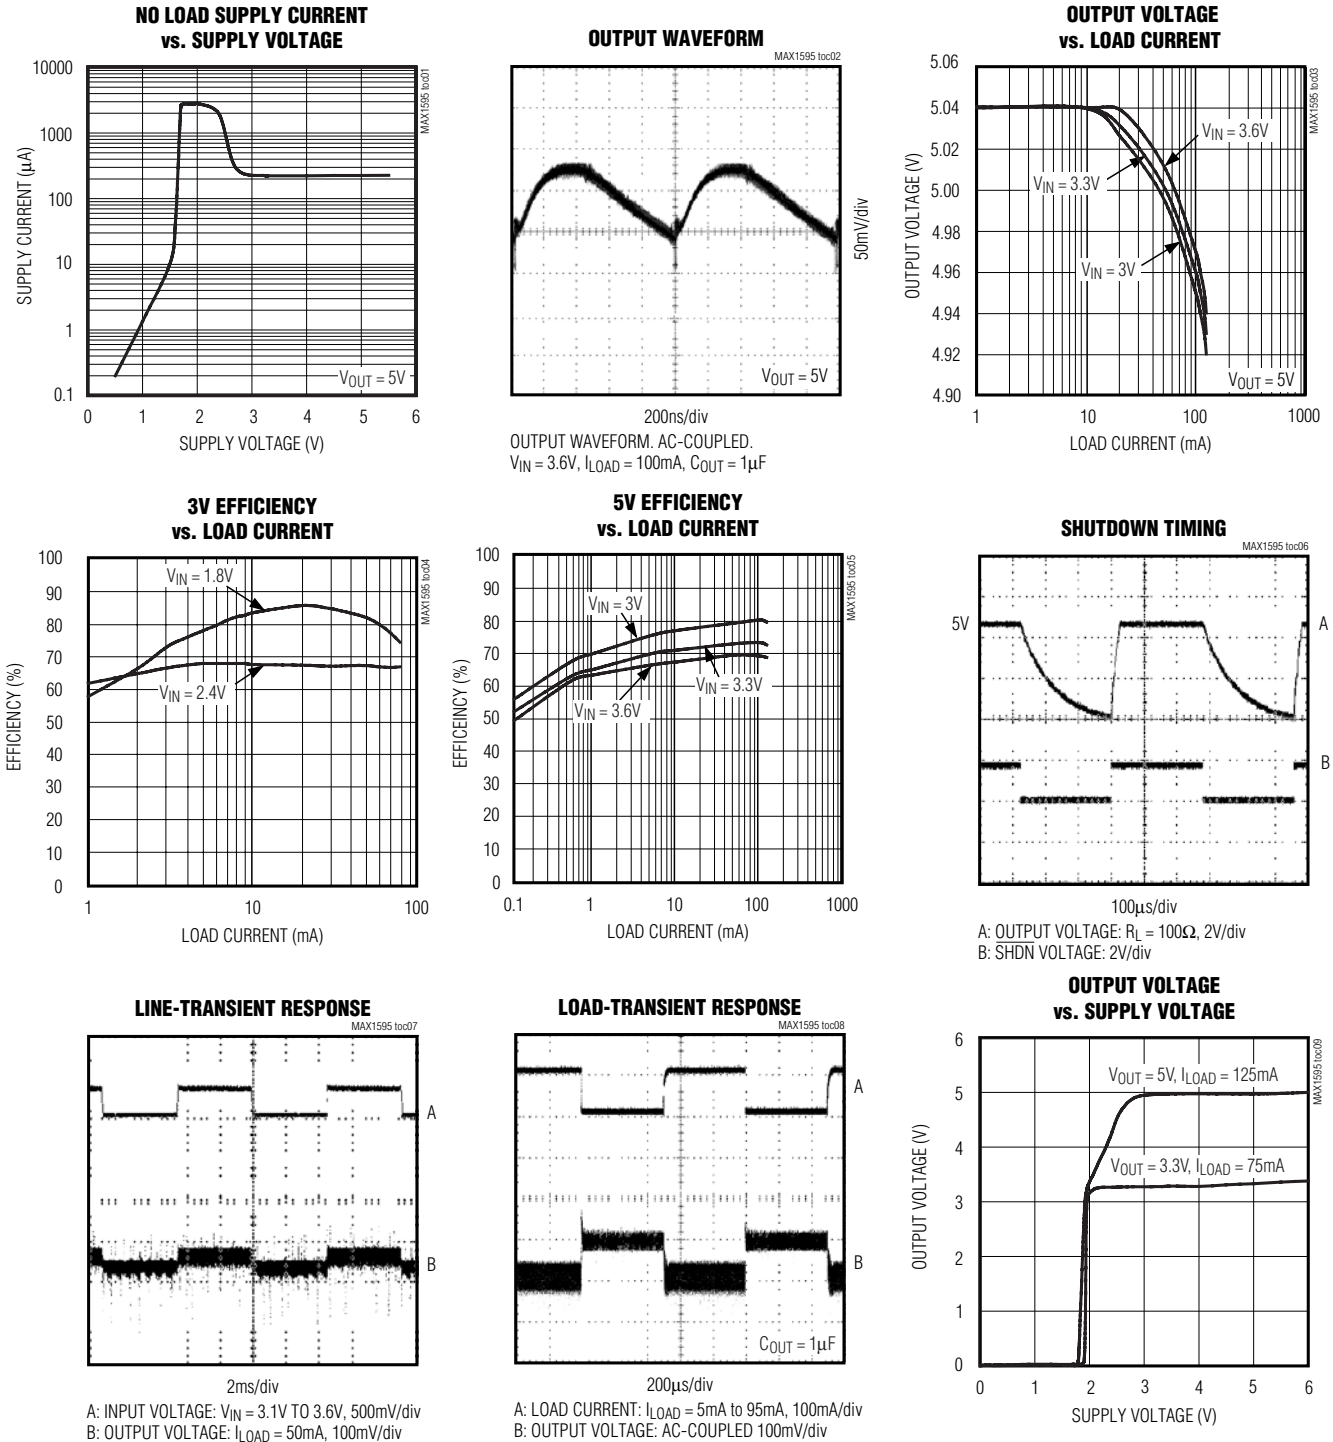 NO LOAD SUPPLY CURRENT
vs. SUPPLY VOLTAGE
MAX1595 toc01
10000
1000
100
10
1
0.1
SUPPLY CURRENT (μA)
VOUT = 5V
0 1 2 3 4 5 6
SUPPLY VOLTAGE (V)
OUTPUT WAVEFORM
MAX1595 toc02
50mV/div
VOUT = 5V
200ns/div
OUTPUT WAVEFORM. AC-COUPLED.
VIN = 3.6V, ILOAD = 100mA, COUT = 1μF
OUTPUT VOLTAGE
vs. LOAD CURRENT
MAX1595 toc03
5.06
5.04
5.02
5.00
4.98
4.96
4.94
4.92
4.90
OUTPUT VOLTAGE (V)
VIN = 3.6V
VIN = 3.3V
VIN = 3V
VOUT = 5V
1 10 100 1000
LOAD CURRENT (mA)
3V EFFICIENCY
vs. LOAD CURRENT
MAX1595 toc04
100
90
80
70
60
50
40
30
20
10
0
EFFICIENCY (%)
VIN = 1.8V
VIN = 2.4V
1 10 100
LOAD CURRENT (mA)
5V EFFICIENCY
vs. LOAD CURRENT
MAX1595 toc05
100
90
80
70
60
50
40
30
20
10
0
EFFICEINCY (%)
VIN = 3V
VIN = 3.3V
VIN = 3.6V
0.1 1 10 100 1000
LOAD CURRENT (mA)
SHUTDOWN TIMING
MAX1595 toc06
5V
A
B
100μs/div
A: OUTPUT VOLTAGE: RL = 100Ω, 2V/div
B: SHDN VOLTAGE: 2V/div
LINE-TRANSIENT RESPONSE
MAX1595 toc07
A
B
2ms/div
A: INPUT VOLTAGE: VIN = 3.1V TO 3.6V, 500mV/div
B: OUTPUT VOLTAGE: ILOAD = 50mA, 100mV/div
LOAD-TRANSIENT RESPONSE
MAX1595 toc08
A
B
COUT = 1μF
200μs/div
A: LOAD CURRENT: ILOAD = 5mA to 95mA, 100mA/div
B: OUTPUT VOLTAGE: AC-COUPLED 100mV/div
OUTPUT VOLTAGE
vs. SUPPLY VOLTAGE
MAX1595 toc09
6
5
4
3
2
1
0
OUTPUT VOLTAGE (V)
VOUT = 5V, ILOAD = 125mA
VOUT = 3.3V, ILOAD = 75mA
0 1 2 3 4 5 6
SUPPLY VOLTAGE (V)